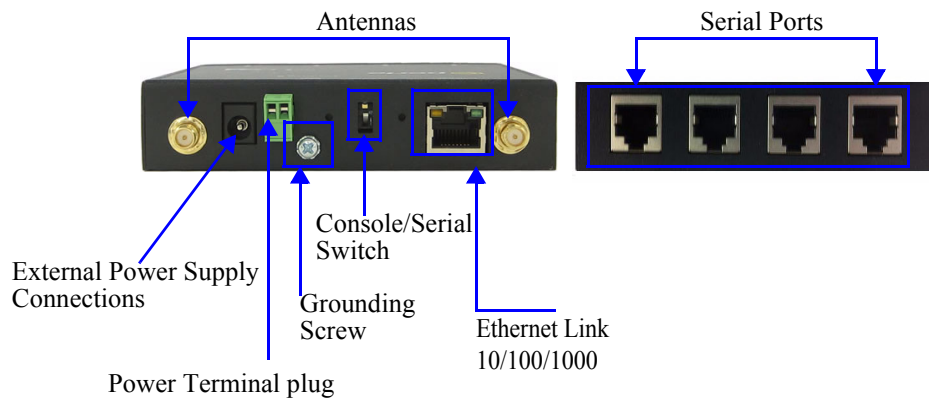 Antennas
Serial Ports
Console/Serial
Switch
External Power Supply
Connections
Grounding
Screw
Ethernet Link
10/100/1000
Power Terminal plug